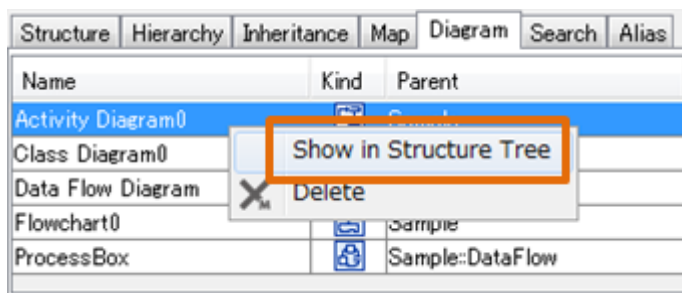 Structure Hierarchy Inheritance Map Diagram Search Alias
Name Kind Parent
Activity Diagram0 Sample
Class Diagram0
Show in Structure Tree
Data Flow Diagram
Delete
Flowchart0 Sample
ProcessBox Sample::DataFlow